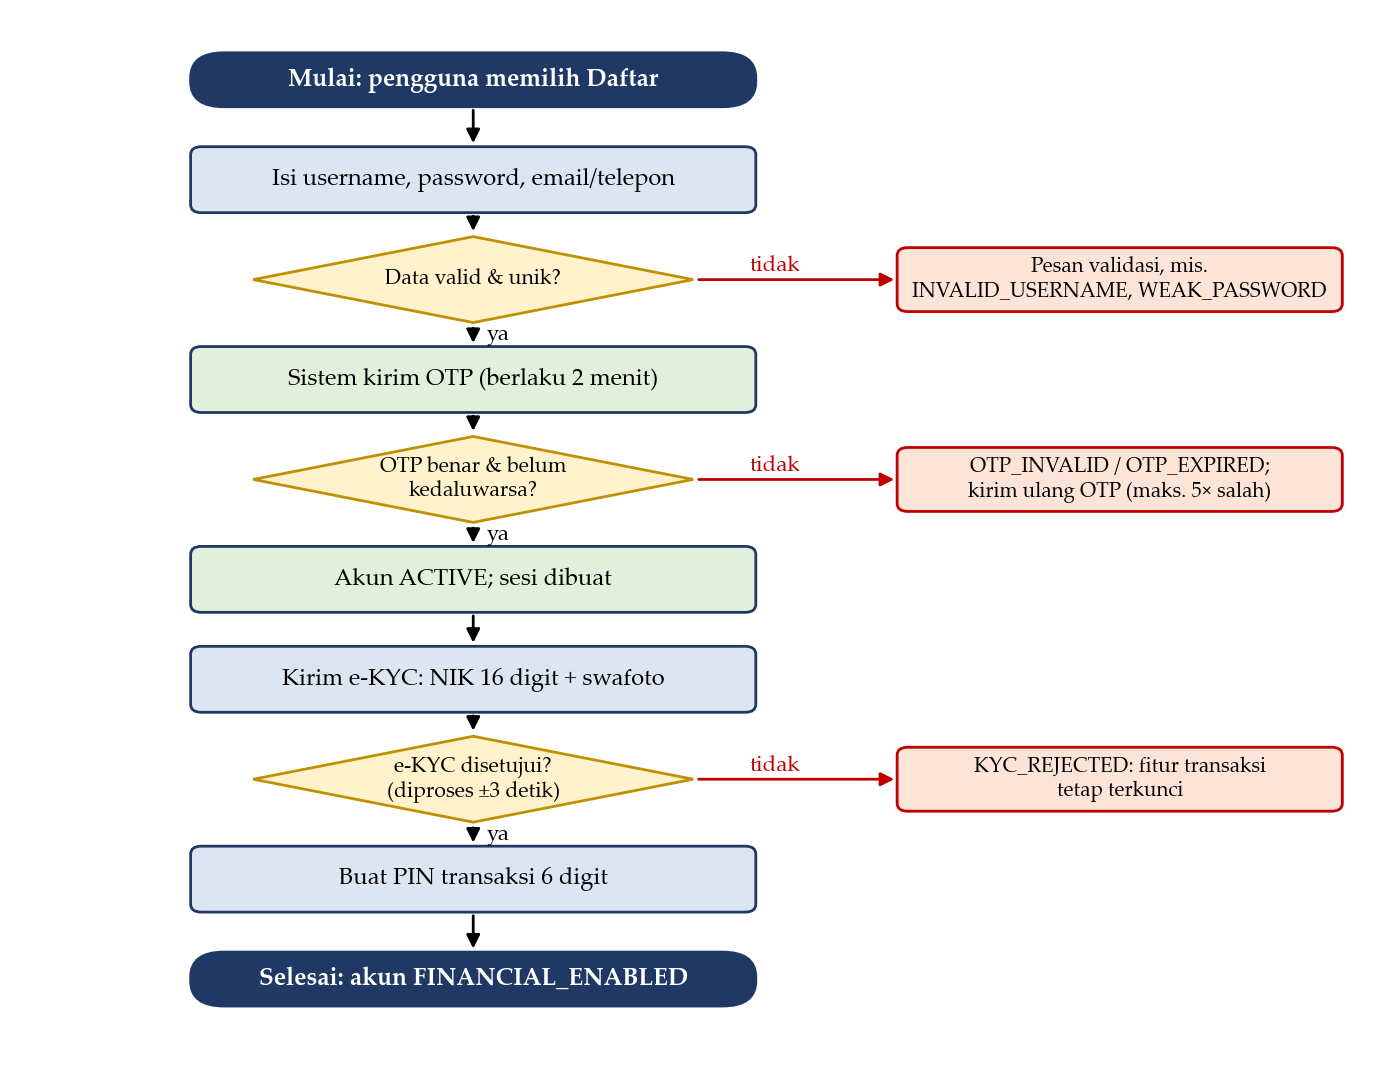 Mulai: pengguna memilih Daftar
Isi username, password, email/telepon
Data valid & unik?
tidak
Pesan validasi, mis.
INVALID_USERNAME, WEAK_PASSWORD
ya
Sistem kirim OTP (berlaku 2 menit)
OTP benar & belum
kedaluwarsa?
tidak
OTP_INVALID / OTP_EXPIRED;
kirim ulang OTP (maks. 5× salah)
ya
Akun ACTIVE; sesi dibuat
Kirim e-KYC: NIK 16 digit + swafoto
e-KYC disetujui?
(diproses ±3 detik)
tidak
KYC_REJECTED: fitur transaksi
tetap terkunci
ya
Buat PIN transaksi 6 digit
Selesai: akun FINANCIAL_ENABLED